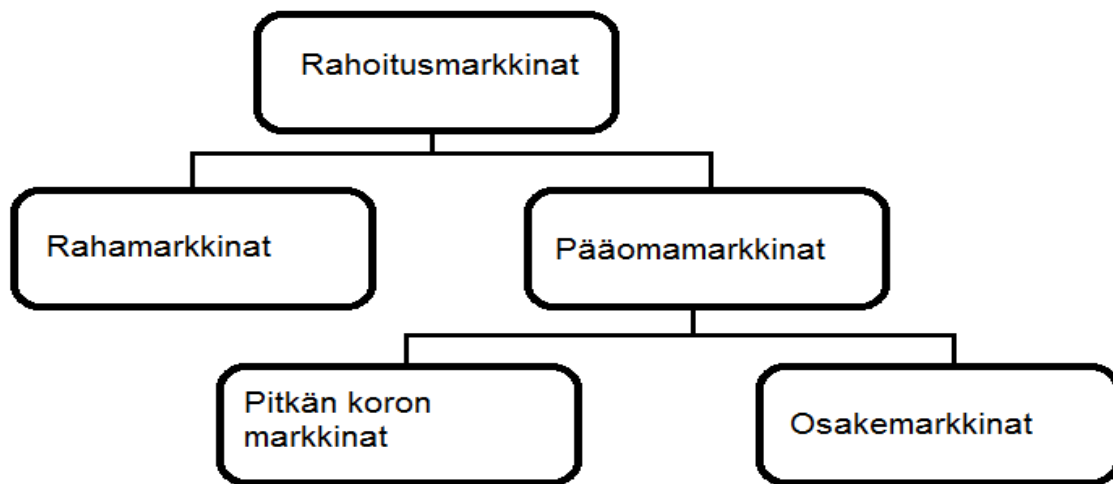 Rahoitusmarkkinat
Rahamarkkinat
Pääomamarkkinat
Pitkän koron
markkinat
Osakemarkkinat